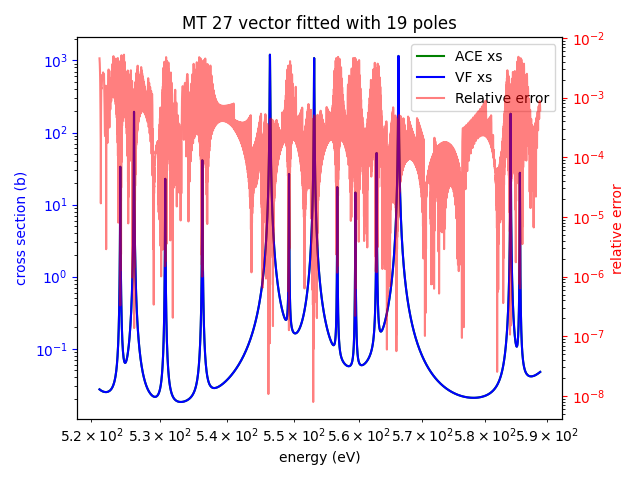 MT 27 vector fitted with 19 poles
ACE xs
VF xs
Relative error
cross section (b)
10³
10²
10¹
10⁰
10⁻¹
relative error
10⁻²
10⁻³
10⁻⁴
10⁻⁵
10⁻⁶
10⁻⁷
10⁻⁸
5.2 × 10² 5.3 × 10² 5.4 × 10² 5.5 × 10² 5.6 × 10² 5.7 × 10² 5.8 × 10² 5.9 × 10²
energy (eV)